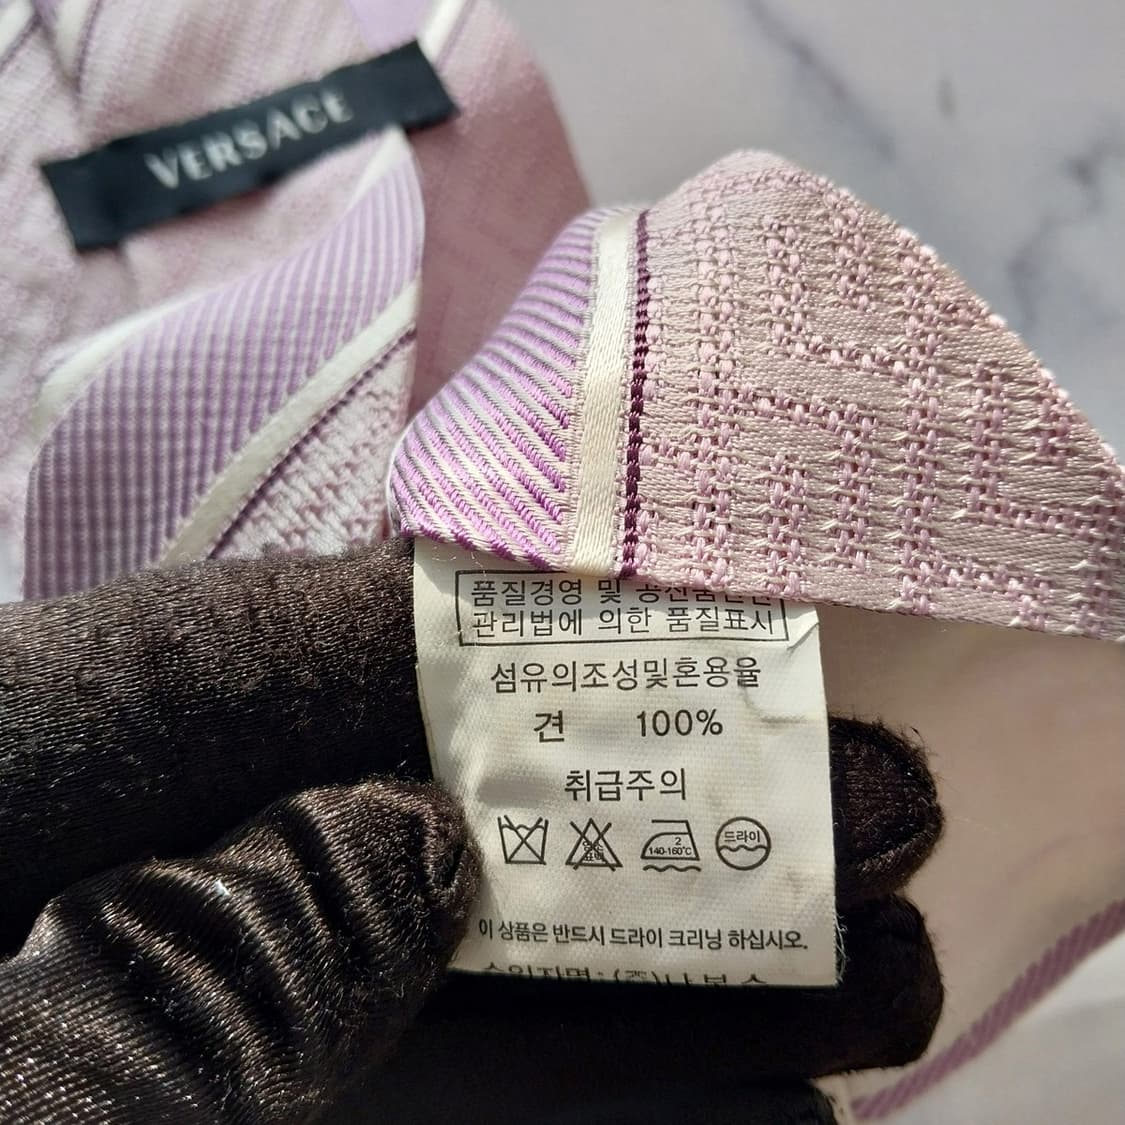 VERSACE
품질경영 및 공산품안전
관리법에 의한 품질표시
섬유의조성및혼용율
견 100%
취급주의
2
140-160℃
드라이
이 상품은 반드시 드라이 크리닝 하십시오.